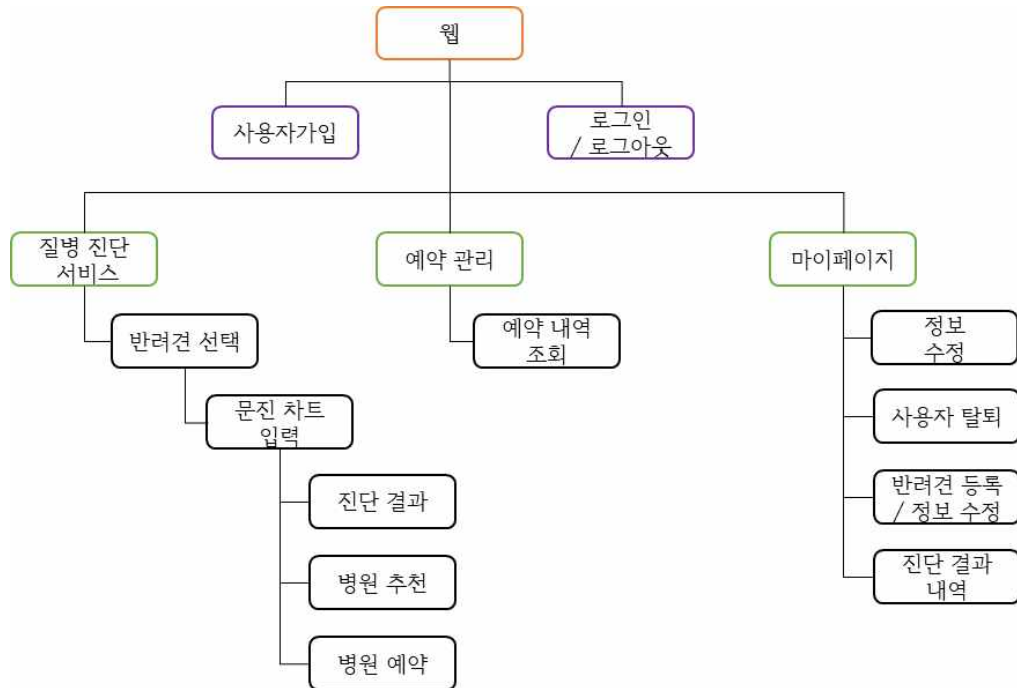 웹
사용자가입
로그인
/ 로그아웃
질병 진단
서비스
예약 관리
마이페이지
반려견 선택
예약 내역
조회
정보
수정
문진 차트
입력
사용자 탈퇴
진단 결과
반려견 등록
/ 정보 수정
병원 추천
진단 결과
내역
병원 예약